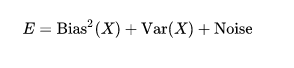 E = Bias²(X) + Var(X) + Noise